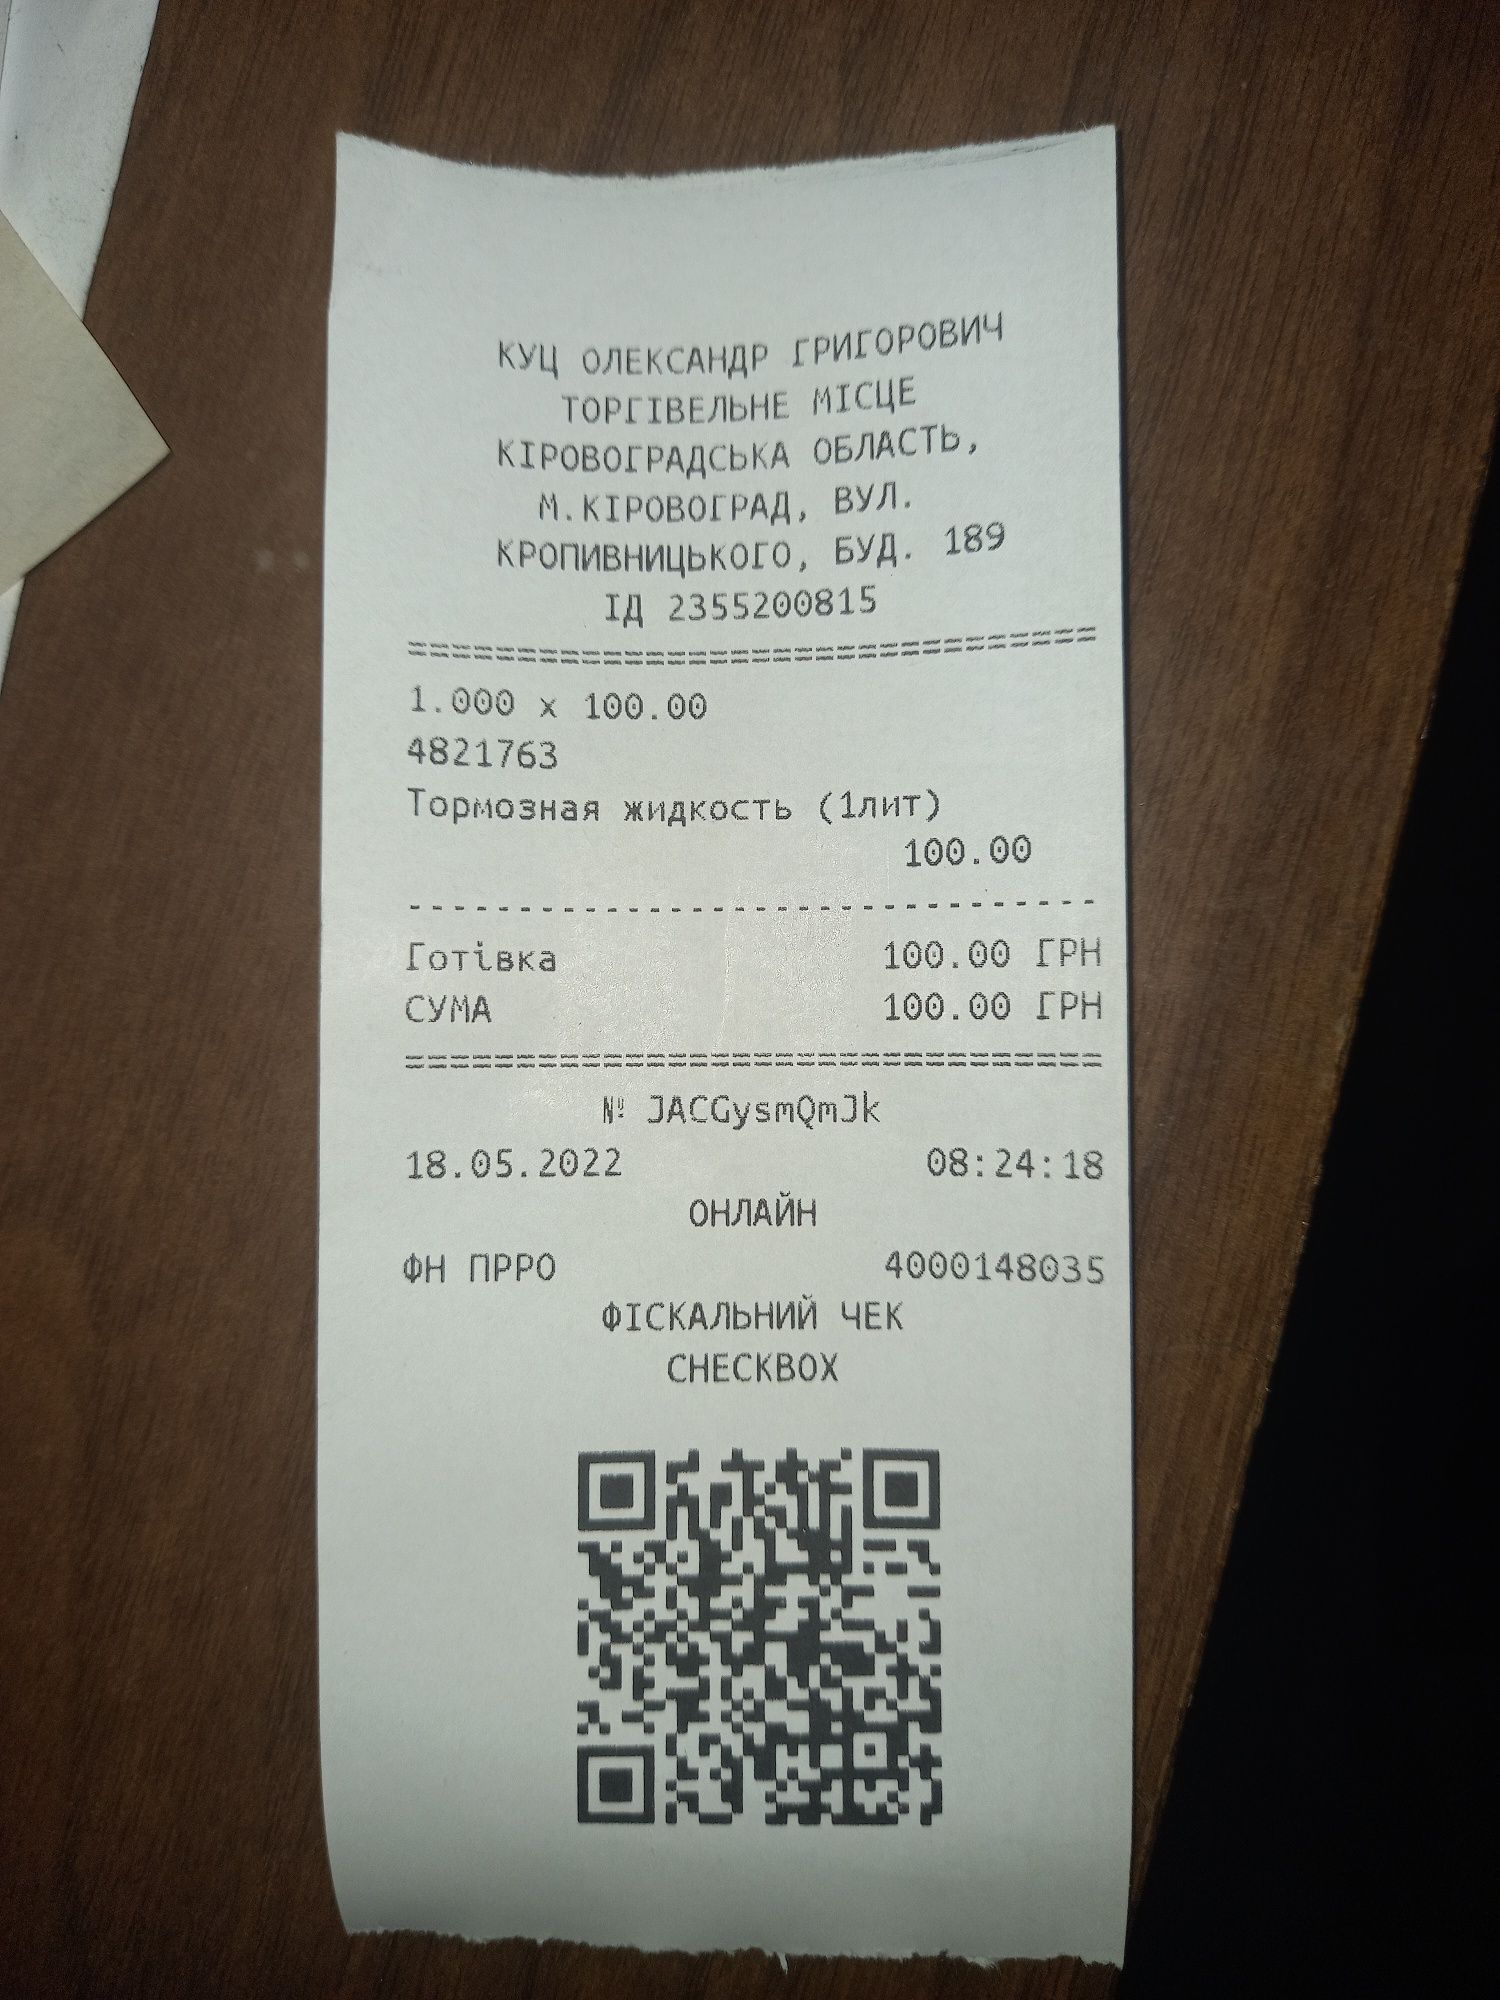 КУЦ ОЛЕКСАНДР ГРИГОРОВИЧ
ТОРГІВЕЛЬНЕ МІСЦЕ
КІРОВОГРАДСЬКА ОБЛАСТЬ,
М.КІРОВОГРАД, ВУЛ.
КРОПИВНИЦЬКОГО, БУД. 189
ІД 2355200815
================================
1.000 x 100.00
4821763
Тормозная жидкость (1лит)
100.00
--------------------------------
Готівка 100.00 ГРН
СУМА 100.00 ГРН
================================
№ JACGysmQmJk
18.05.2022 08:24:18
ОНЛАЙН
ФН ПРРО 4000148035
ФІСКАЛЬНИЙ ЧЕК
CHECKBOX